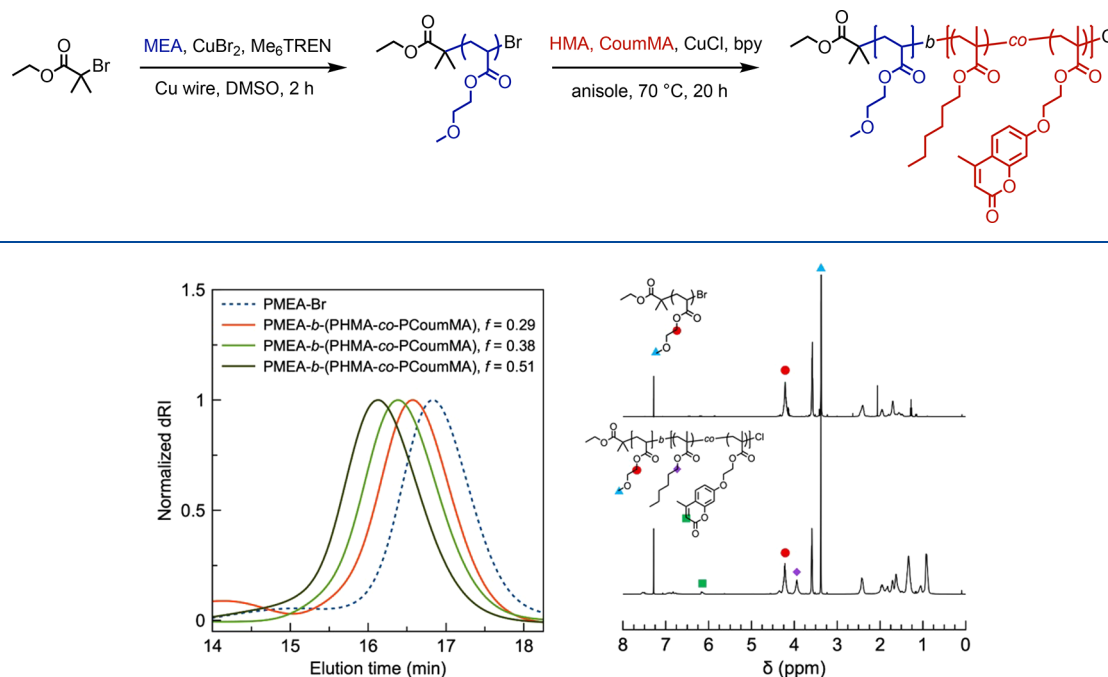 MEA, CuBr2, Me6TREN
Cu wire, DMSO, 2 h
HMA, CoumMA, CuCl, bpy
anisole, 70 °C, 20 h
O
O
Br
O
O
Br
O
O
O
O
O
b
co
O
O
O
O
O
O
O
O
O
O
O
1.5
1
0.5
0
Normalized dRI
PMEA-Br
PMEA-b-(PHMA-co-PCoumMA), f = 0.29
PMEA-b-(PHMA-co-PCoumMA), f = 0.38
PMEA-b-(PHMA-co-PCoumMA), f = 0.51
14 15 16 17 18
Elution time (min)
O
O
Br
O
O
O
O
O
b
co
Cl
O
O
O
O
O
O
O
O
O
O
8 7 6 5 4 3 2 1 0
δ (ppm)